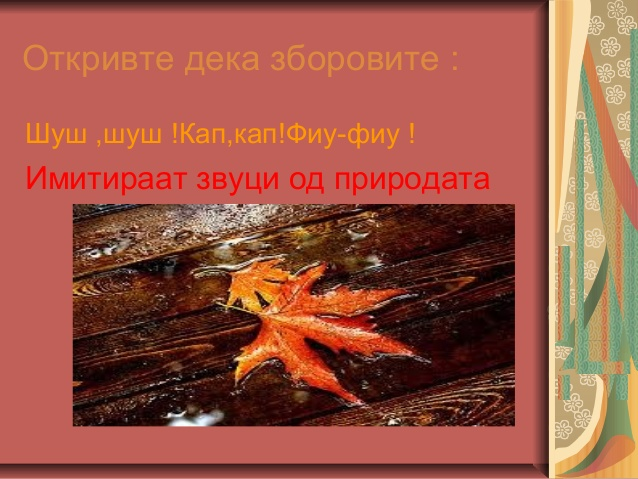 Откривте дека зборовите :
Шуш ,шуш !Кап,кап!Фиу-фиу !
Имитираат звуци од природата